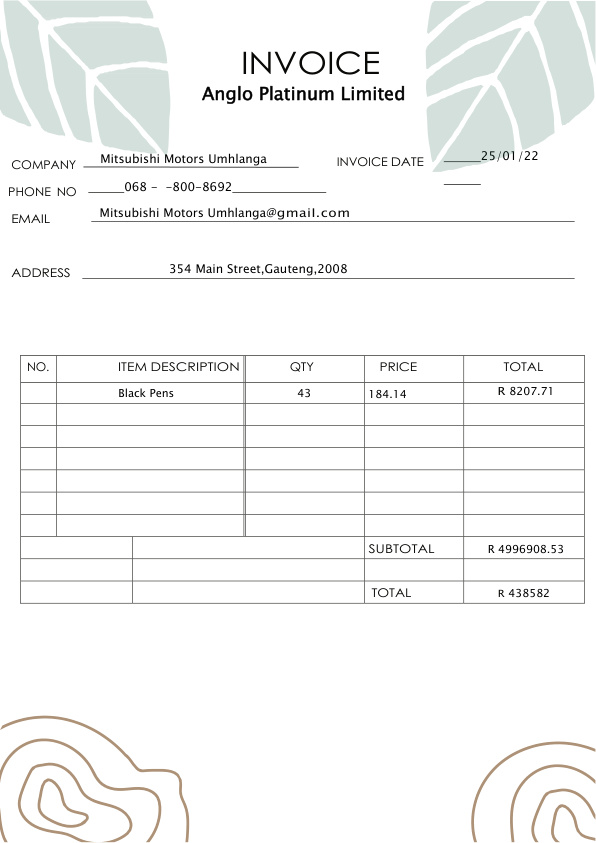 INVOICE
Anglo Platinum Limited
COMPANY Mitsubishi Motors Umhlanga INVOICE DATE 25/01/22
PHONE NO 068 - -800-8692
EMAIL Mitsubishi Motors Umhlanga@gmail.com
ADDRESS 354 Main Street,Gauteng,2008
NO. ITEM DESCRIPTION QTY PRICE TOTAL
Black Pens 43 184.14 R 8207.71
SUBTOTAL R 4996908.53
TOTAL R 438582